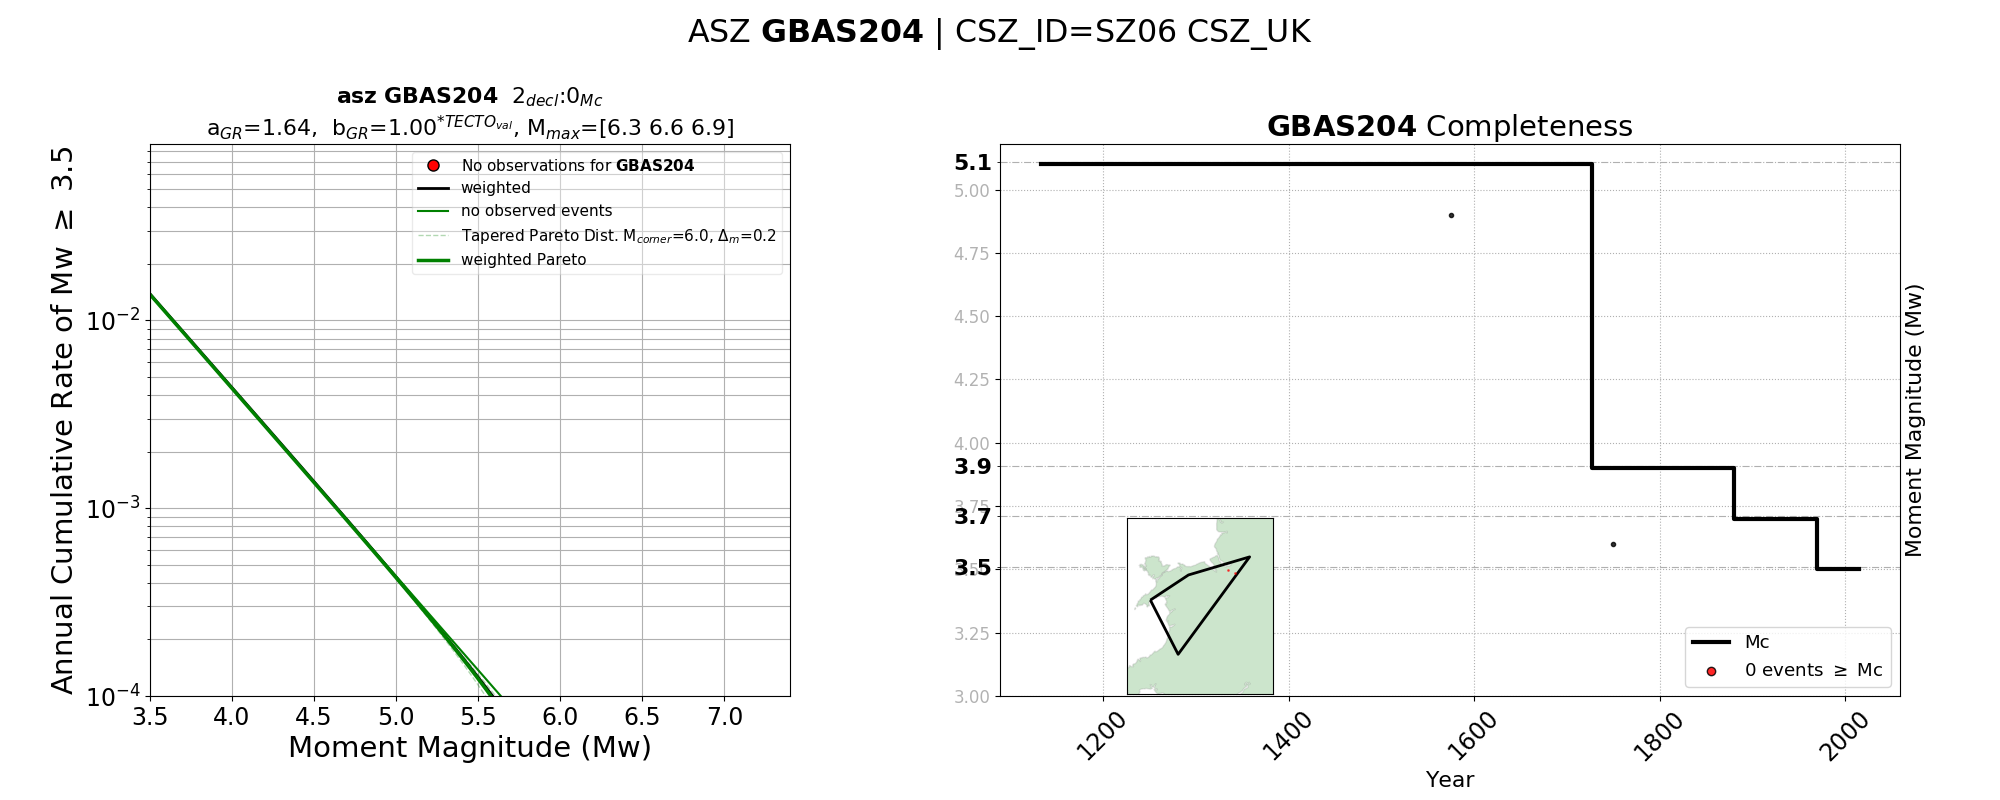 ASZ GBAS204 | CSZ_ID=SZ06 CSZ_UK
asz GBAS204 2decl:0Mc
aGR=1.64, bGR=1.00*TECTOval, Mmax=[6.3 6.6 6.9]
Annual Cumulative Rate of Mw ≥ 3.5
No observations for GBAS204
weighted
no observed events
Tapered Pareto Dist. Mcorner=6.0, Δm=0.2
weighted Pareto
10−2
10−3
10−4
3.5 4.0 4.5 5.0 5.5 6.0 6.5 7.0
Moment Magnitude (Mw)
GBAS204 Completeness
5.1
5.00
4.75
4.50
4.25
4.00
3.9
3.75
3.7
3.5
3.25
3.00
Moment Magnitude (Mw)
Mc
0 events ≥ Mc
1200 1400 1600 1800 2000
Year